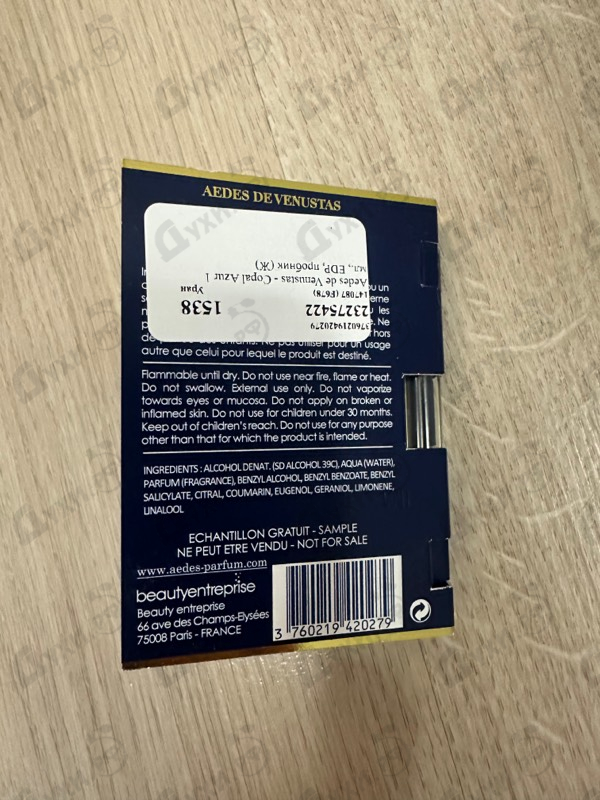 AEDES DE VENUSTAS
3760219420279
23275422
147087 (F678)
1538
Уран
Aedes de Venustas - Copal Azur 1
мл., EDP, пробник (Ж)
autre que celui pour lequel le produit est destiné.
Flammable until dry. Do not use near fire, flame or heat.
Do not swallow. External use only. Do not vaporize
towards eyes or mucosa. Do not apply on broken or
inflamed skin. Do not use for children under 30 months.
Keep out of children's reach. Do not use for any purpose
other than that for which the product is intended.
INGREDIENTS : ALCOHOL DENAT. (SD ALCOHOL 39C), AQUA (WATER),
PARFUM (FRAGRANCE), BENZYL ALCOHOL, BENZYL BENZOATE, BENZYL
SALICYLATE, CITRAL, COUMARIN, EUGENOL, GERANIOL, LIMONENE,
LINALOOL
ECHANTILLON GRATUIT - SAMPLE
NE PEUT ETRE VENDU - NOT FOR SALE
www.aedes-parfum.com
beautyentreprise
Beauty entreprise
66 ave des Champs-Elysées
75008 Paris - FRANCE
3 760219 420279